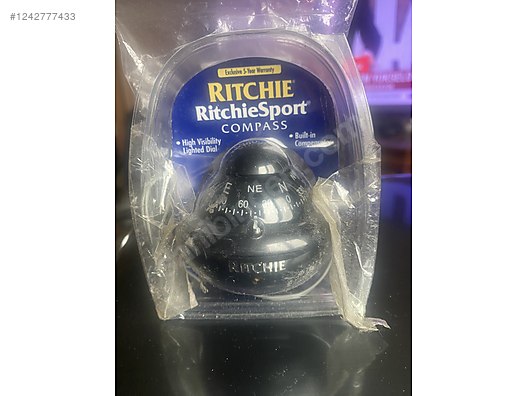 #1242777433
Exclusive 5-Year Warranty
RITCHIE®
RitchieSport®
COMPASS
• High Visibility Lighted Dial
• Built-in
E NE N
60
RITCHIE